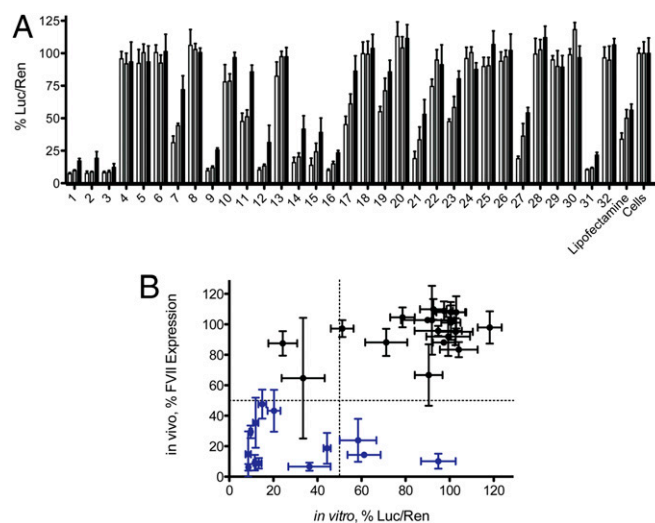 A
% Luc/Ren
125
100
75
50
25
0
1 2 3 4 5 6 7 8 9 10 11 12 13 14 15 16 17 18 19 20 21 22 23 24 25 26 27 28 29 30 31 32 Lipofectamine Cells
B
in vivo, % FVII Expression
120
100
80
60
40
20
0
0 20 40 60 80 100 120
in vitro, % Luc/Ren